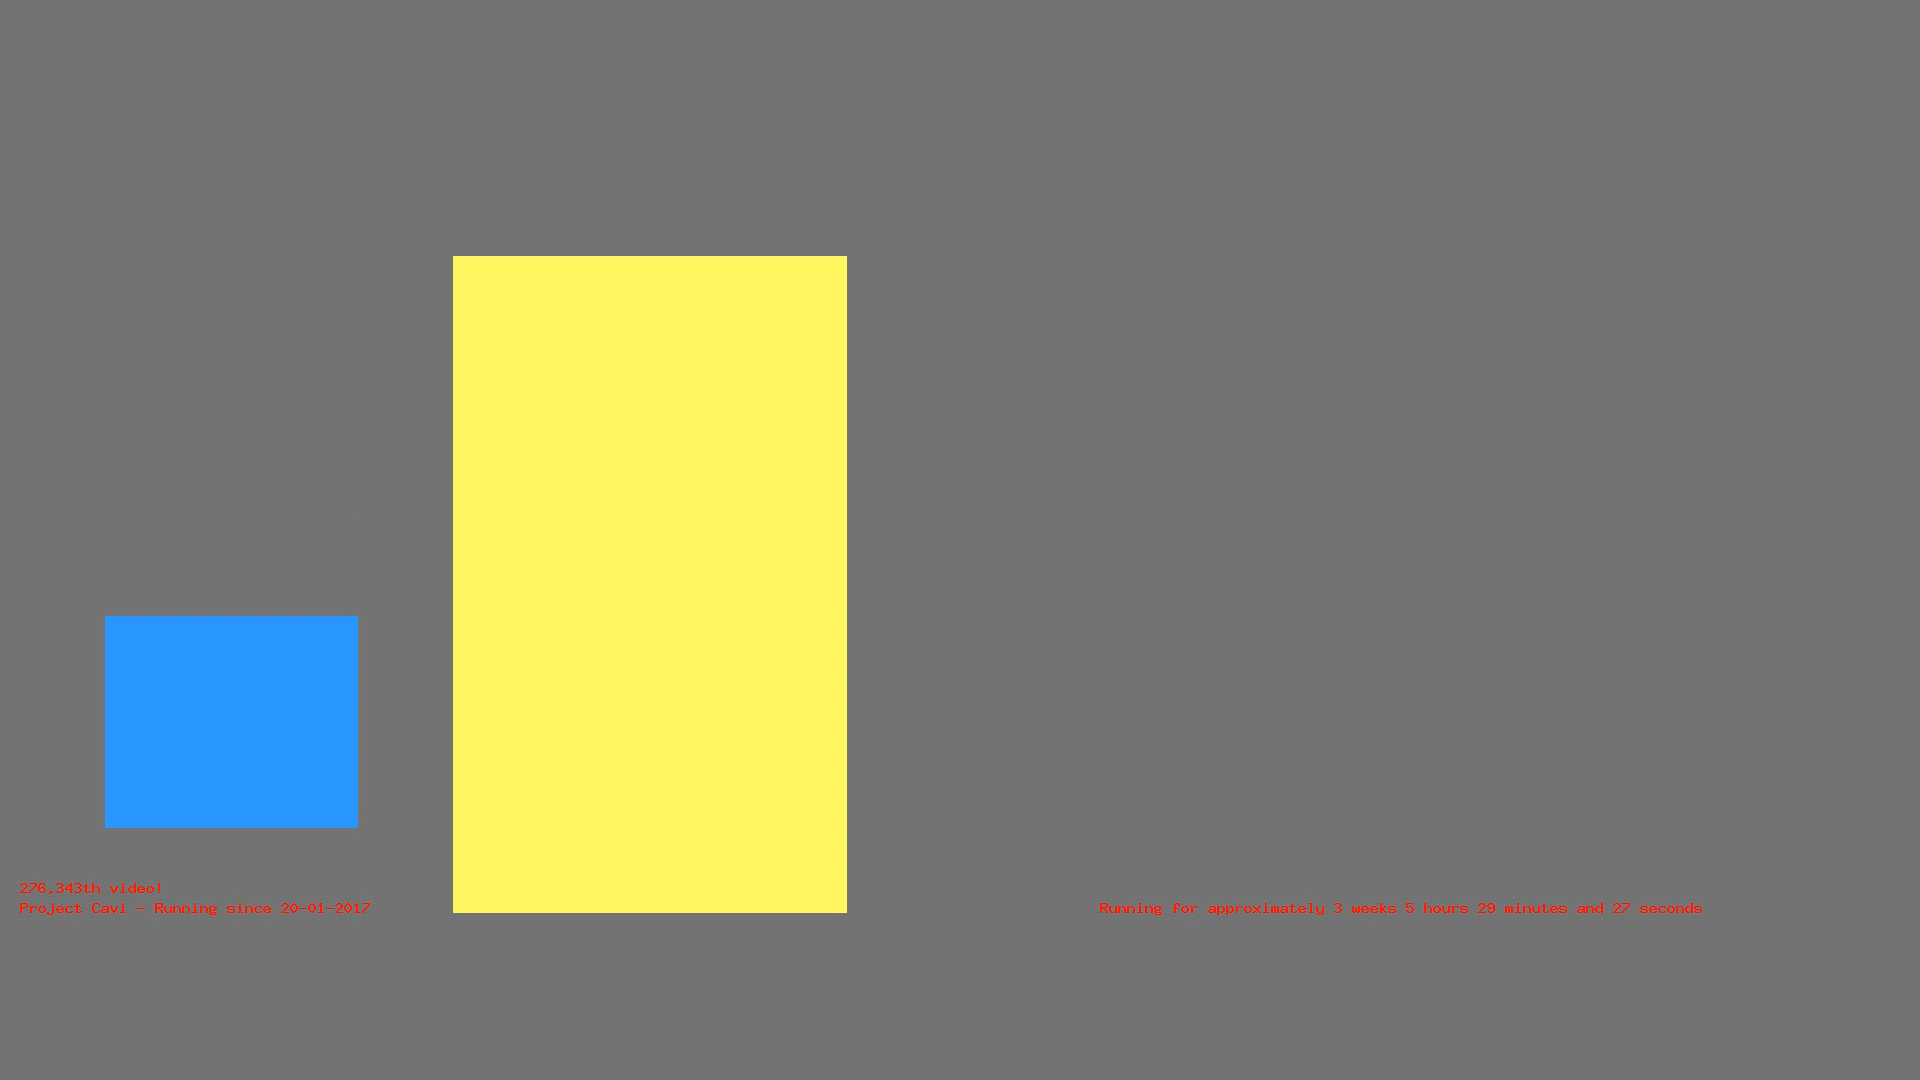 276,343th video!
Project Cavi - Running since 20-01-2017
Running for approximately 3 weeks 5 hours 29 minutes and 27 seconds